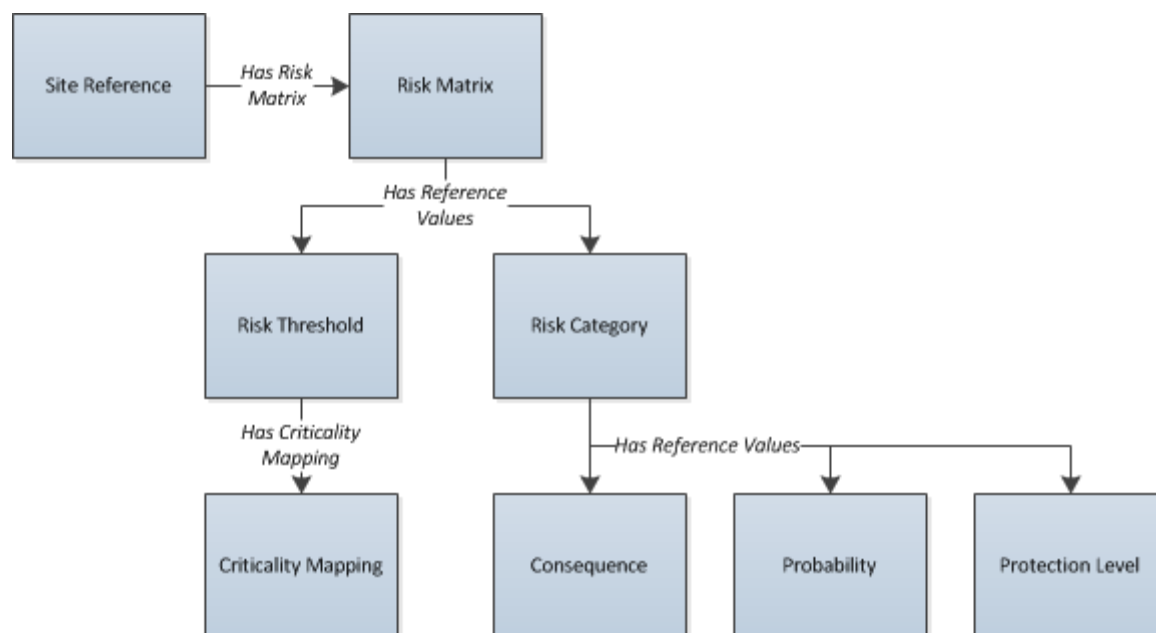 Site Reference
Has Risk
Matrix
Risk Matrix
Has Reference
Values
Risk Threshold
Risk Category
Has Criticality
Mapping
Has Reference Values
Criticality Mapping
Consequence
Probability
Protection Level